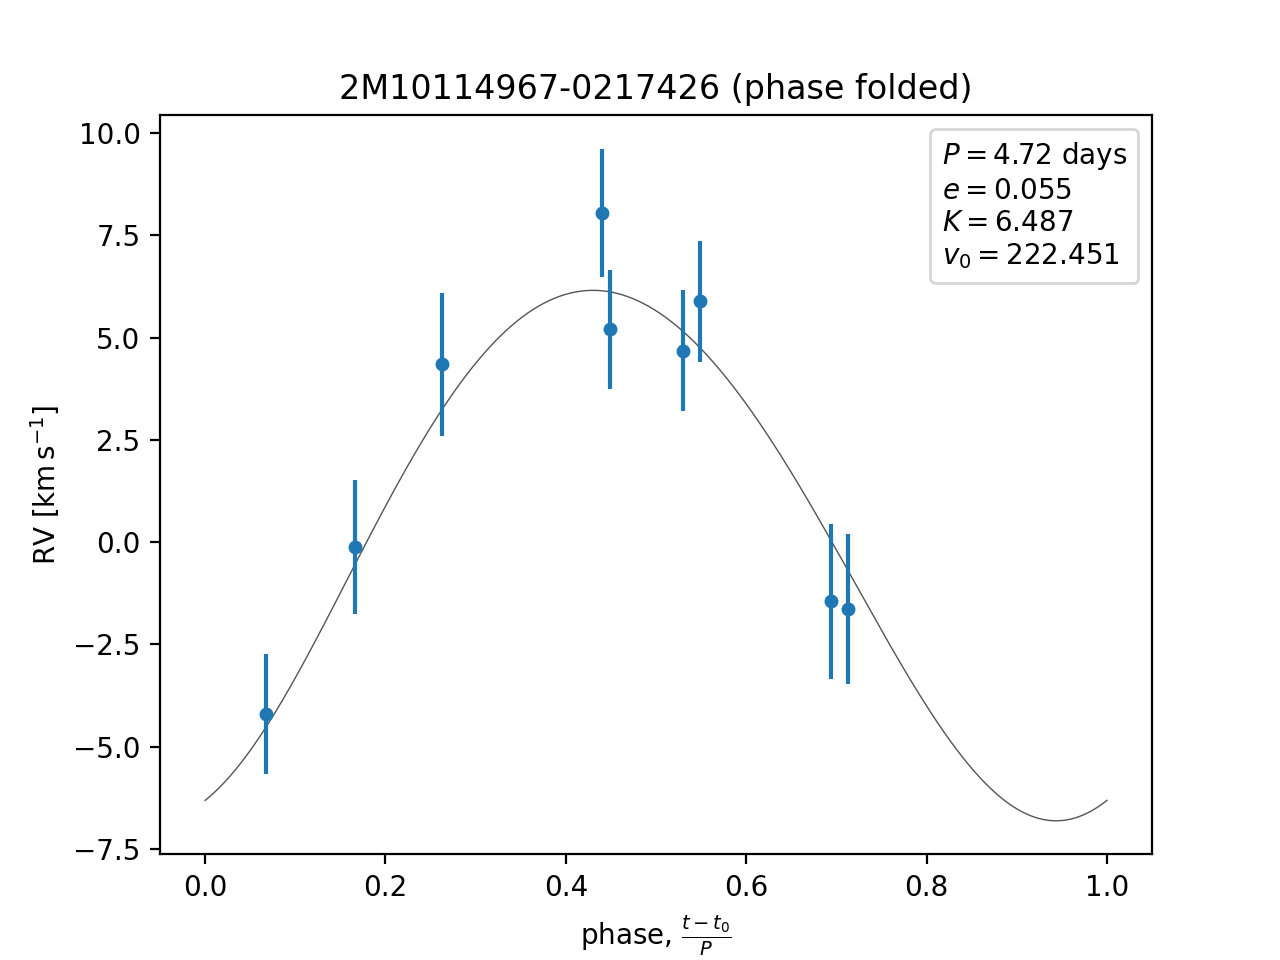 2M10114967-0217426 (phase folded)
P = 4.72 days
e = 0.055
K = 6.487
v₀ = 222.451
RV [km s⁻¹]
10.0
7.5
5.0
2.5
0.0
−2.5
−5.0
−7.5
0.0 0.2 0.4 0.6 0.8 1.0
phase, (t − t₀)/P